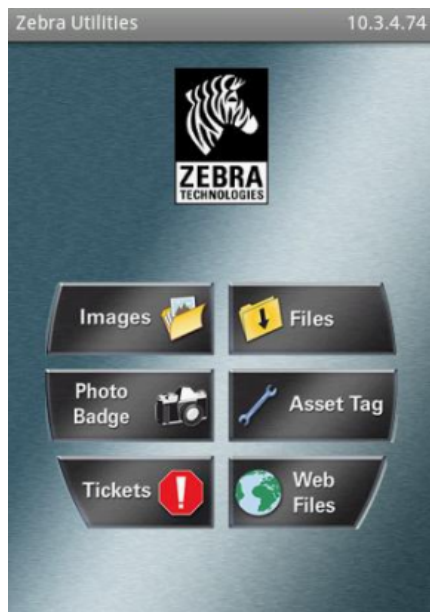 Zebra Utilities 10.3.4.74
ZEBRA
TECHNOLOGIES
Images
Files
Photo
Badge
Asset Tag
Tickets
Web
Files